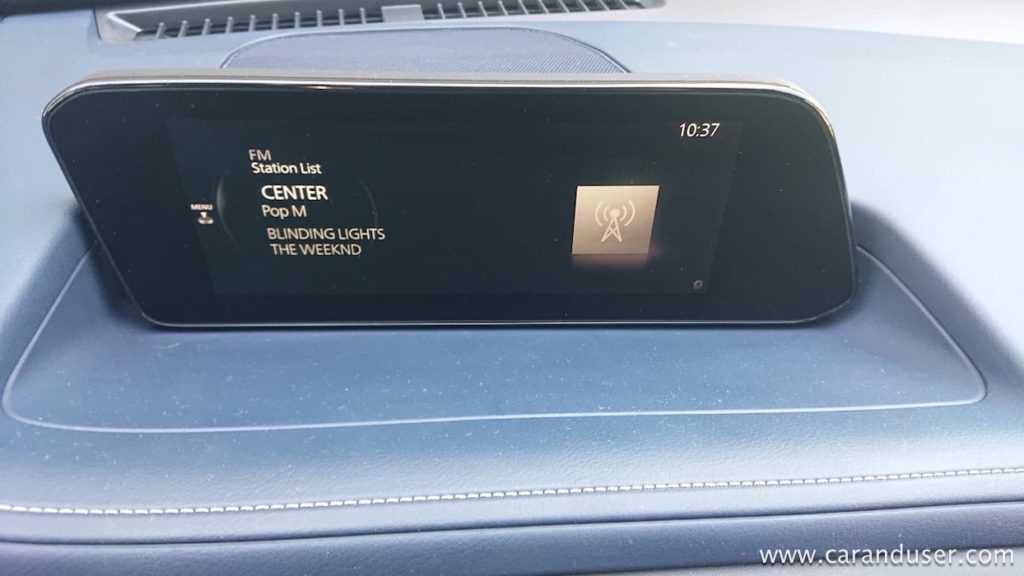 10:37
FM
Station List
CENTER
Pop M
MENU
BLINDING LIGHTS
THE WEEKND
www.caranduser.com